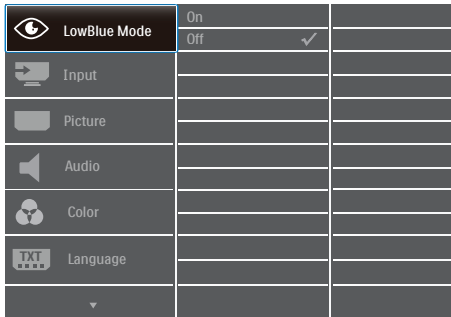 LowBlue Mode
On
Off
Input
Picture
Audio
Color
TXT
Language